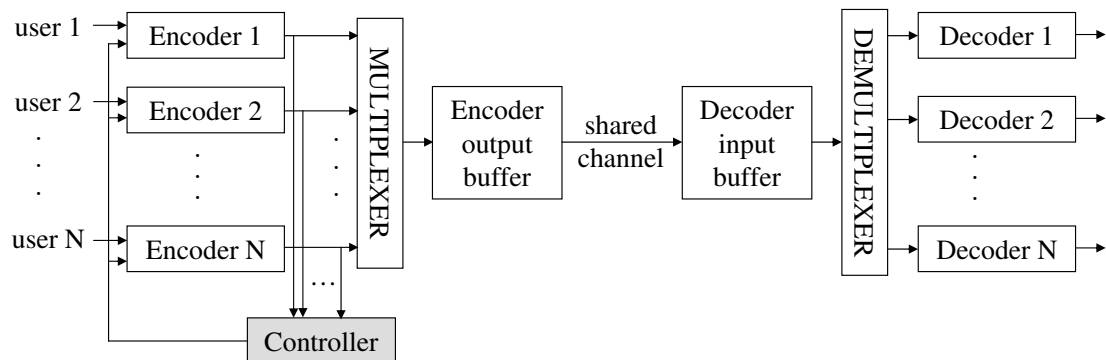 user 1
Encoder 1
user 2
Encoder 2
user N
Encoder N
...
Controller
MULTIPLEXER
Encoder
output
buffer
shared
channel
Decoder
input
buffer
DEMULTIPLEXER
Decoder 1
Decoder 2
Decoder N